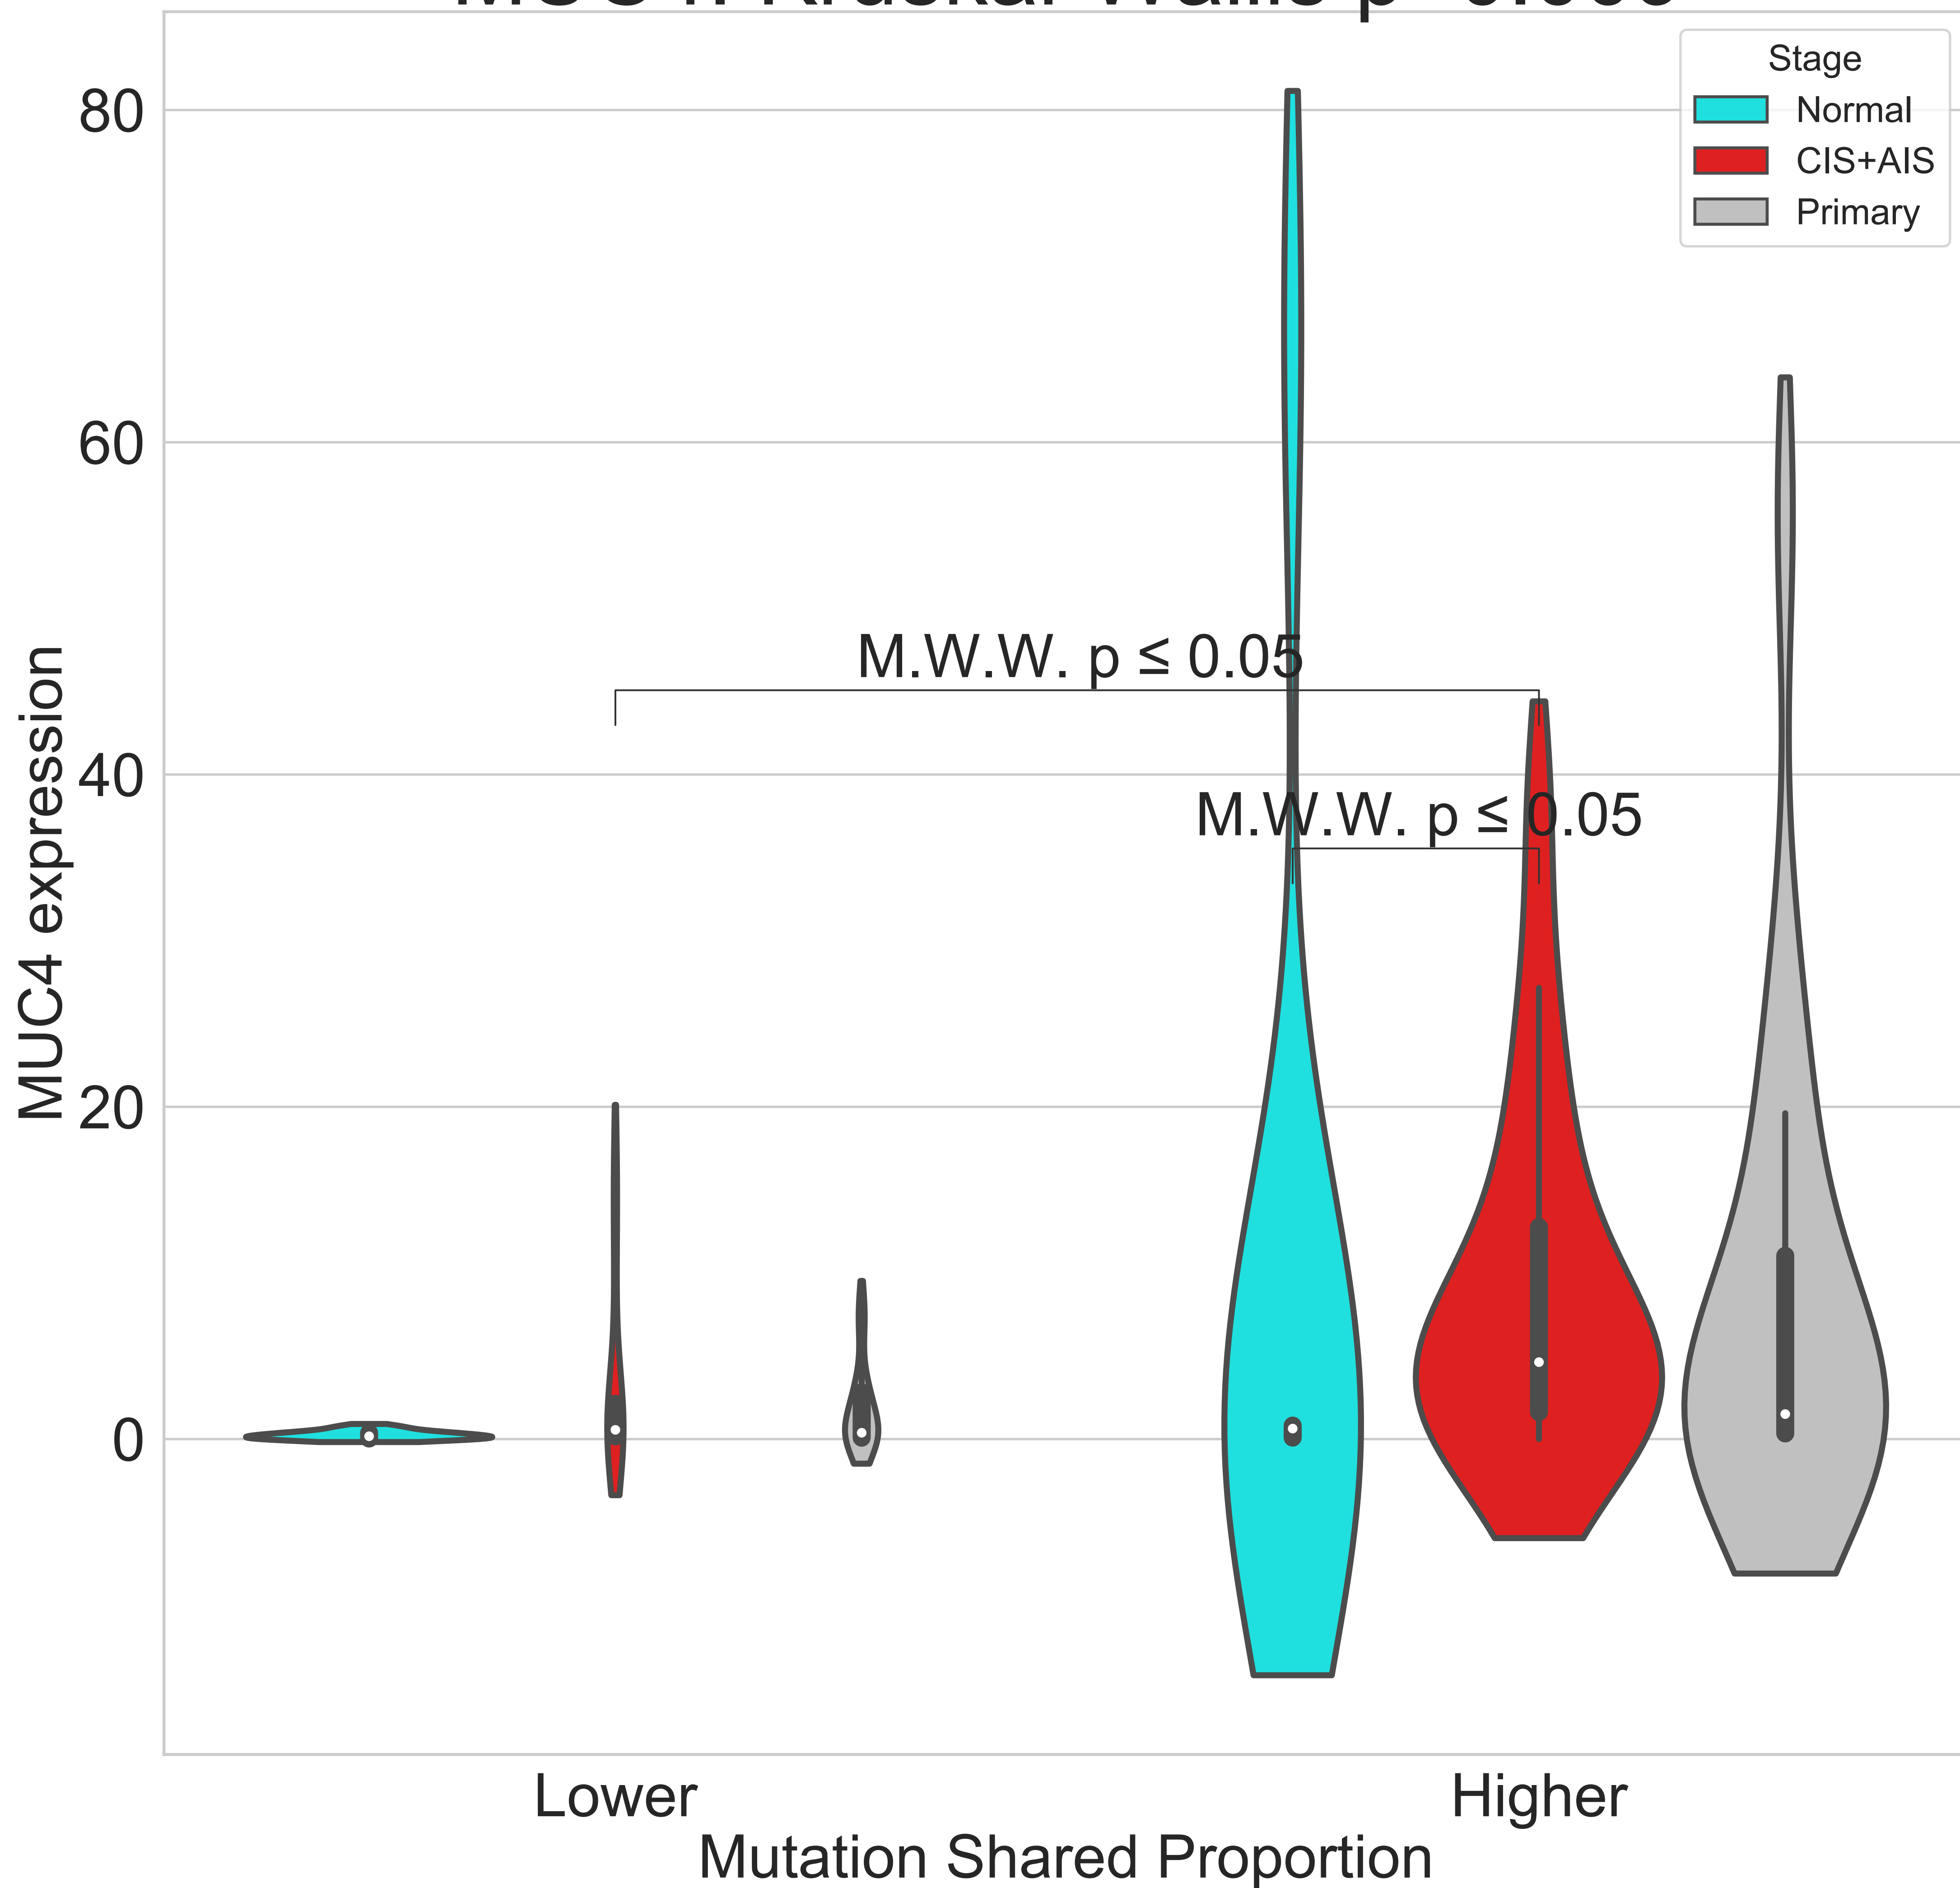 Stage
Normal
CIS+AIS
Primary
80
60
40
20
0
MUC4 expression
M.W.W. p ≤ 0.05
M.W.W. p ≤ 0.05
Lower
Higher
Mutation Shared Proportion